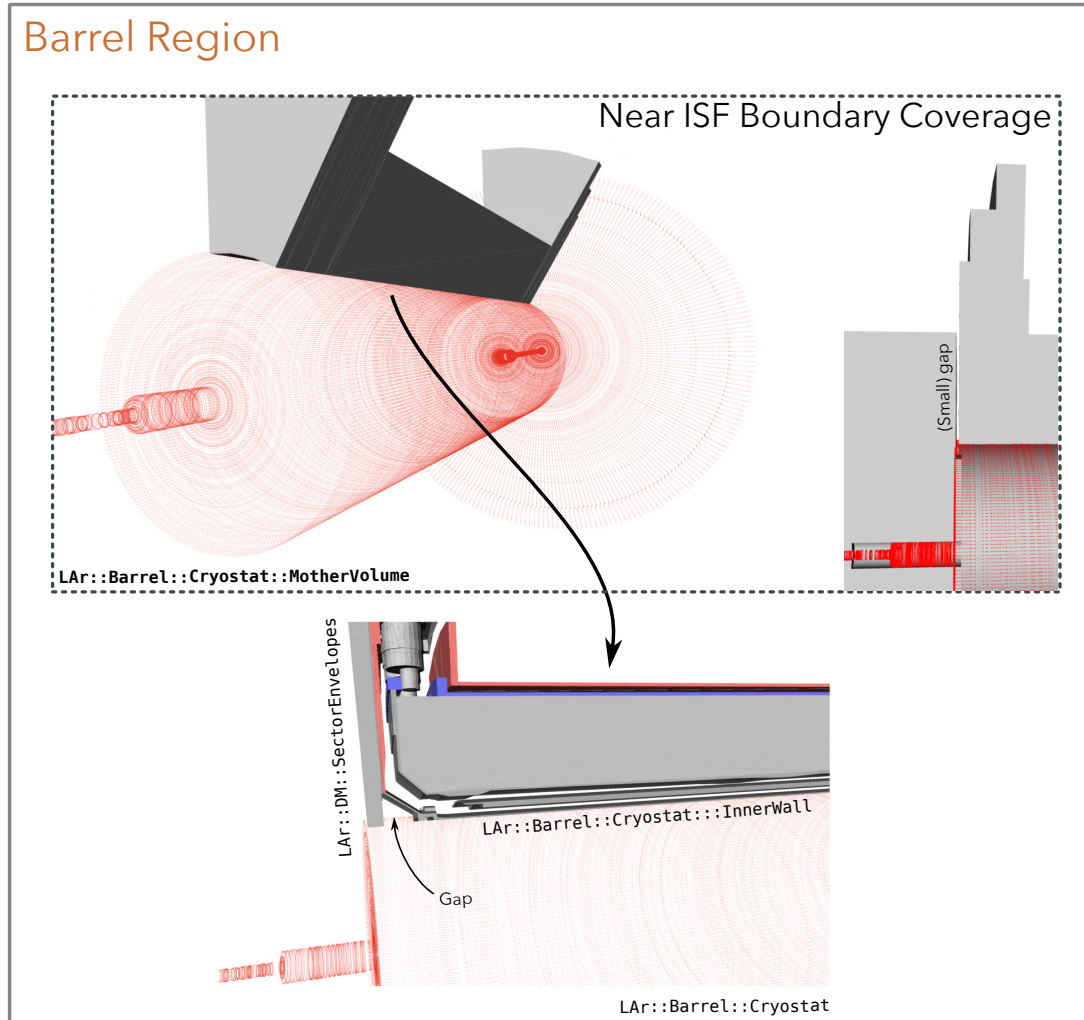 Barrel Region
Near ISF Boundary Coverage
(Small) gap
LAr::Barrel::Cryostat::MotherVolume
LAr::DM::SectorEnvelopes
LAr::Barrel::Cryostat:::InnerWall
Gap
LAr::Barrel::Cryostat